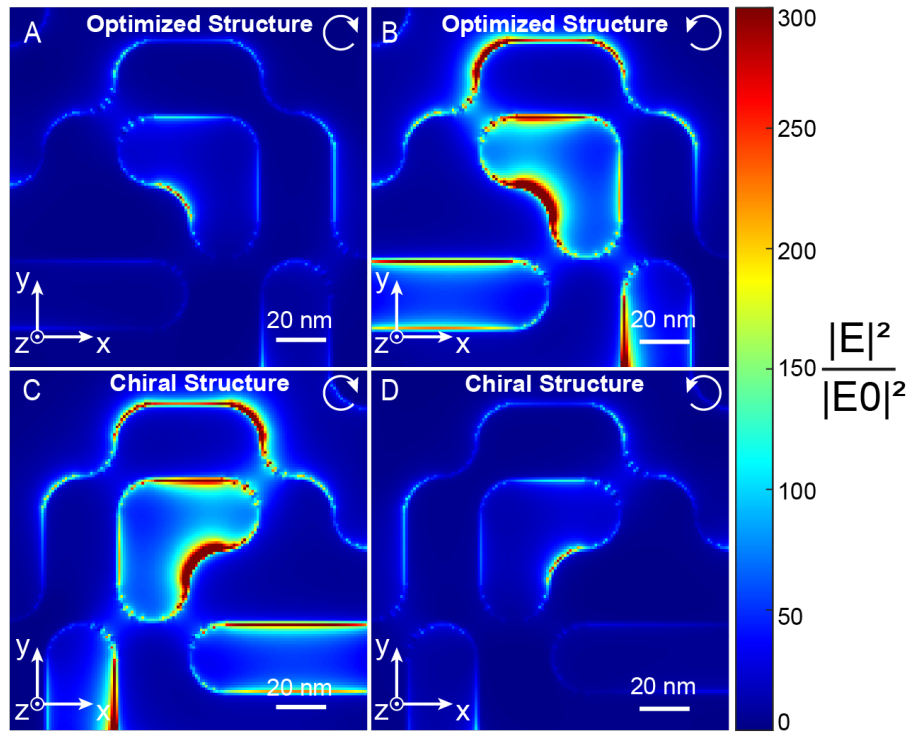 A Optimized Structure
y
z x
20 nm
B Optimized Structure
y
z x
20 nm
C Chiral Structure
y
z x
20 nm
D Chiral Structure
y
z x
20 nm
300
250
200
150
100
50
0
|E|²
|E0|²